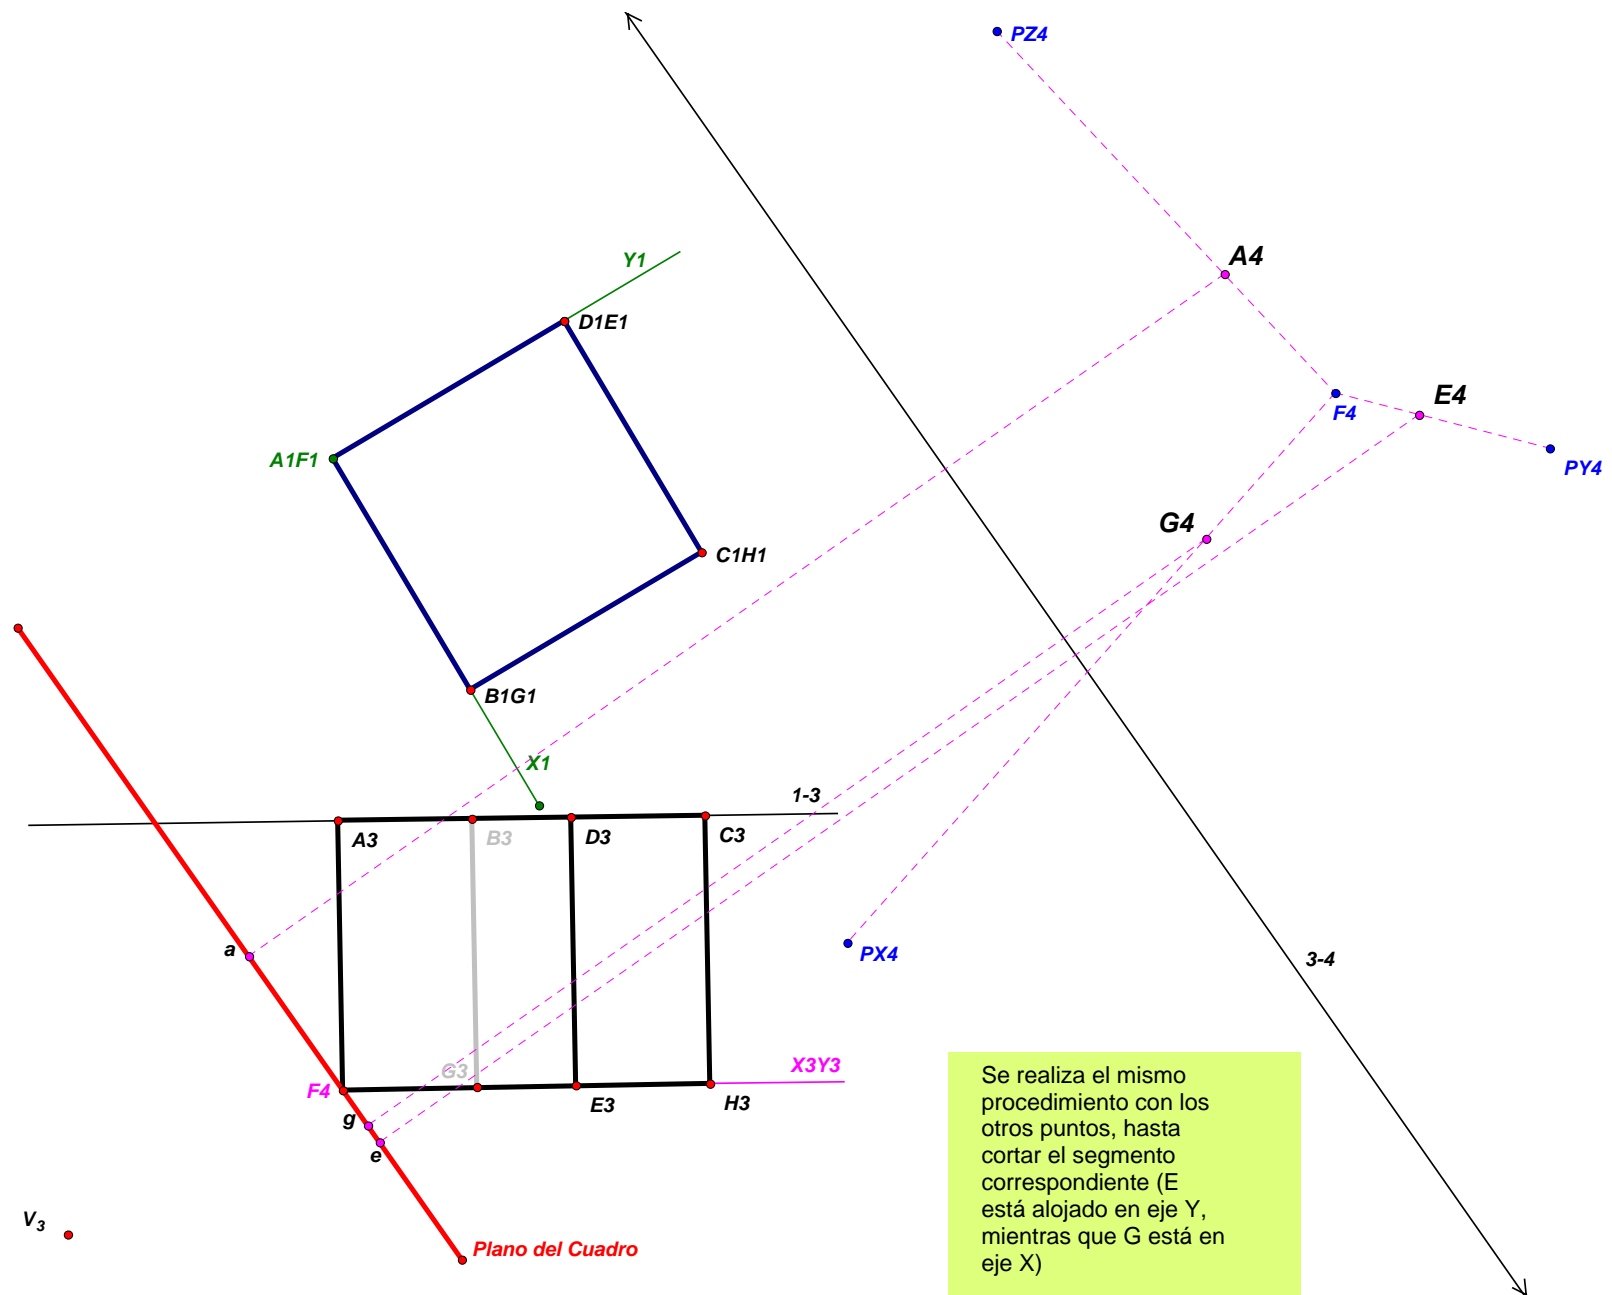 PZ4
A4
Y1
D1E1
E4
F4
A1F1
PY4
G4
C1H1
B1G1
X1
1-3
A3
B3
D3
C3
a
PX4
3-4
X3Y3
G3
F4
E3
H3
g
e
V3
Plano del Cuadro
Se realiza el mismo
procedimiento con los
otros puntos, hasta
cortar el segmento
correspondiente (E
está alojado en eje Y,
mientras que G está en
eje X)